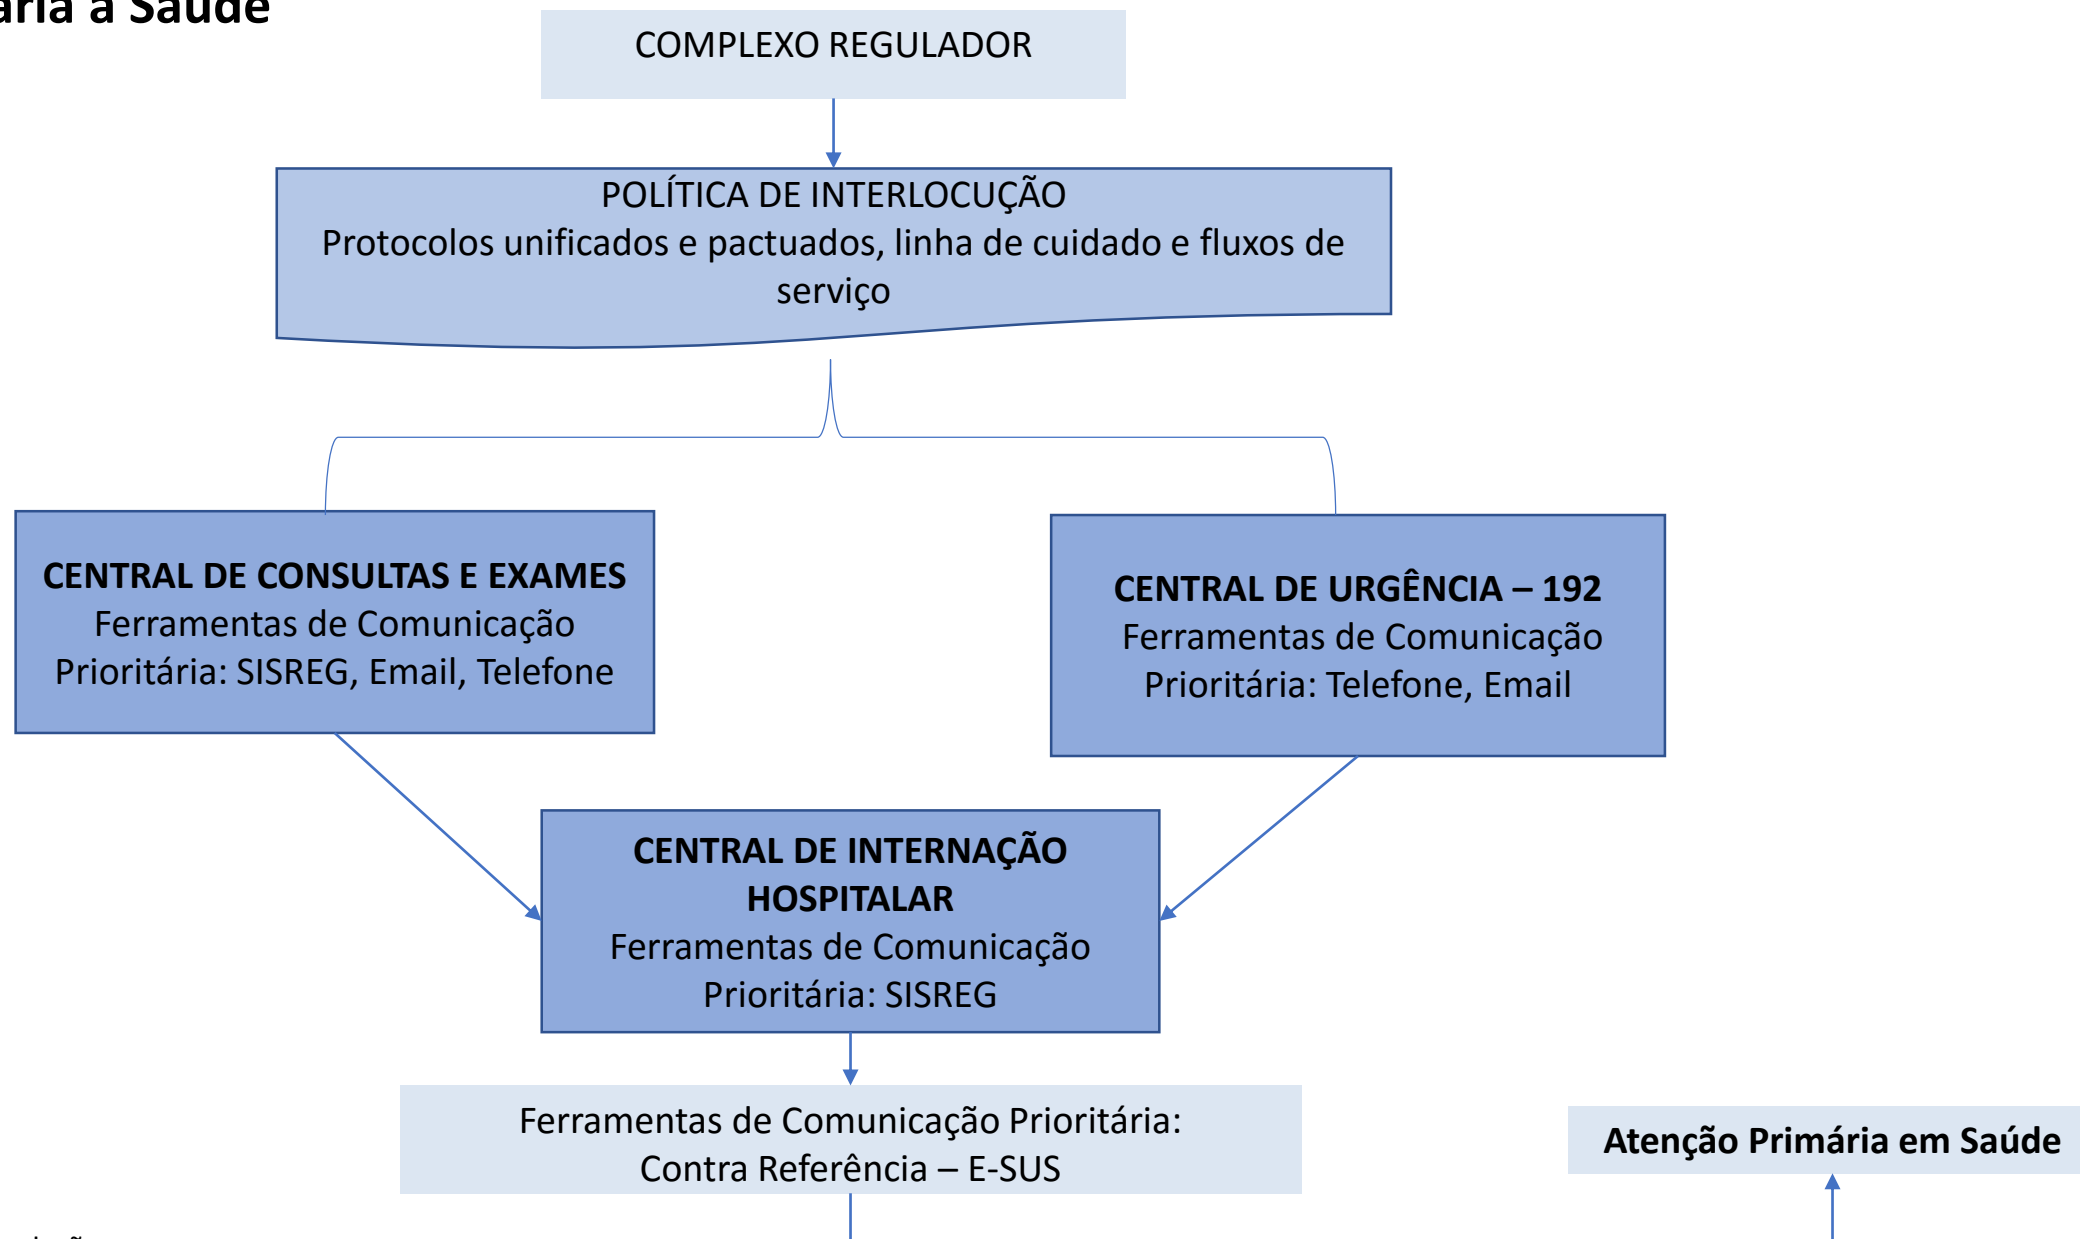 à Saúde
COMPLEXO REGULADOR
POLÍTICA DE INTERLOCUÇÃO
Protocolos unificados e pactuados, linha de cuidado e fluxos de
serviço
CENTRAL DE CONSULTAS E EXAMES
Ferramentas de Comunicação
Prioritária: SISREG, Email, Telefone
CENTRAL DE URGÊNCIA – 192
Ferramentas de Comunicação
Prioritária: Telefone, Email
CENTRAL DE INTERNAÇÃO
HOSPITALAR
Ferramentas de Comunicação
Prioritária: SISREG
Ferramentas de Comunicação Prioritária:
Contra Referência – E-SUS
Atenção Primária em Saúde